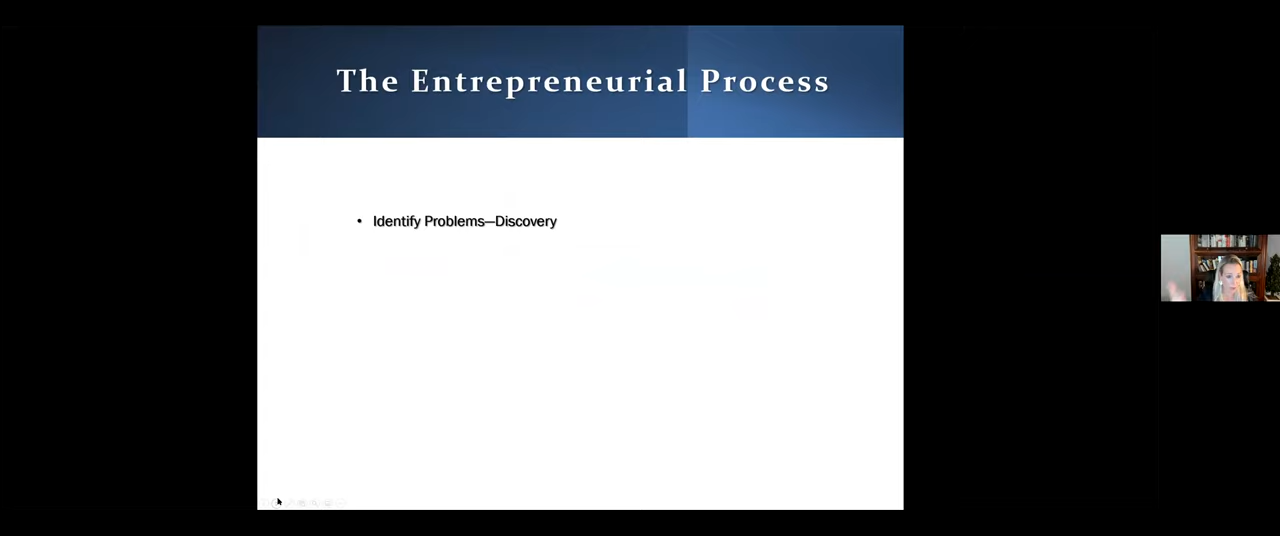 The Entrepreneurial Process
• Identify Problems—Discovery